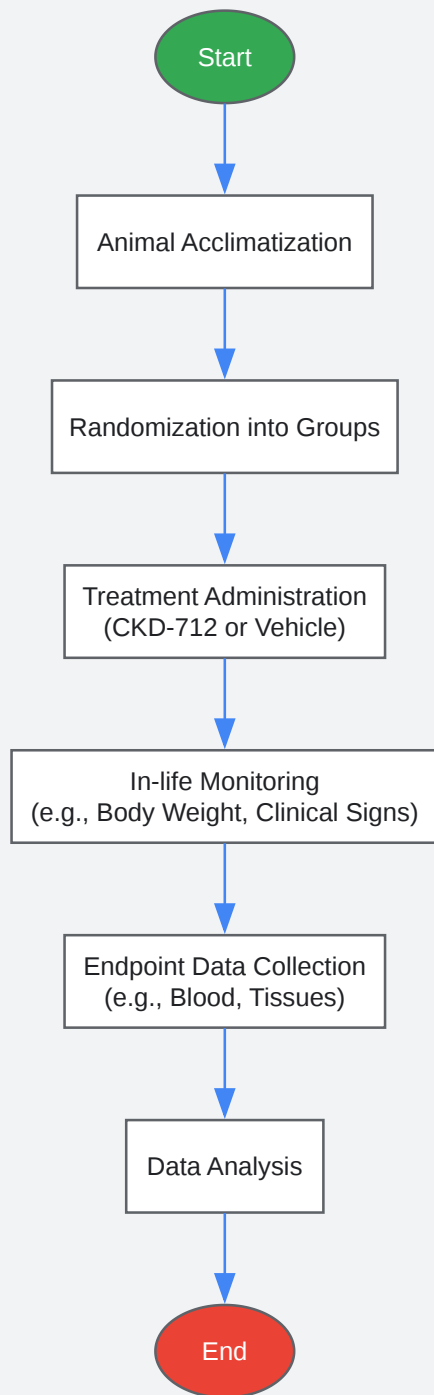 Start
Animal Acclimatization
Randomization into Groups
Treatment Administration
(CKD-712 or Vehicle)
In-life Monitoring
(e.g., Body Weight, Clinical Signs)
Endpoint Data Collection
(e.g., Blood, Tissues)
Data Analysis
End